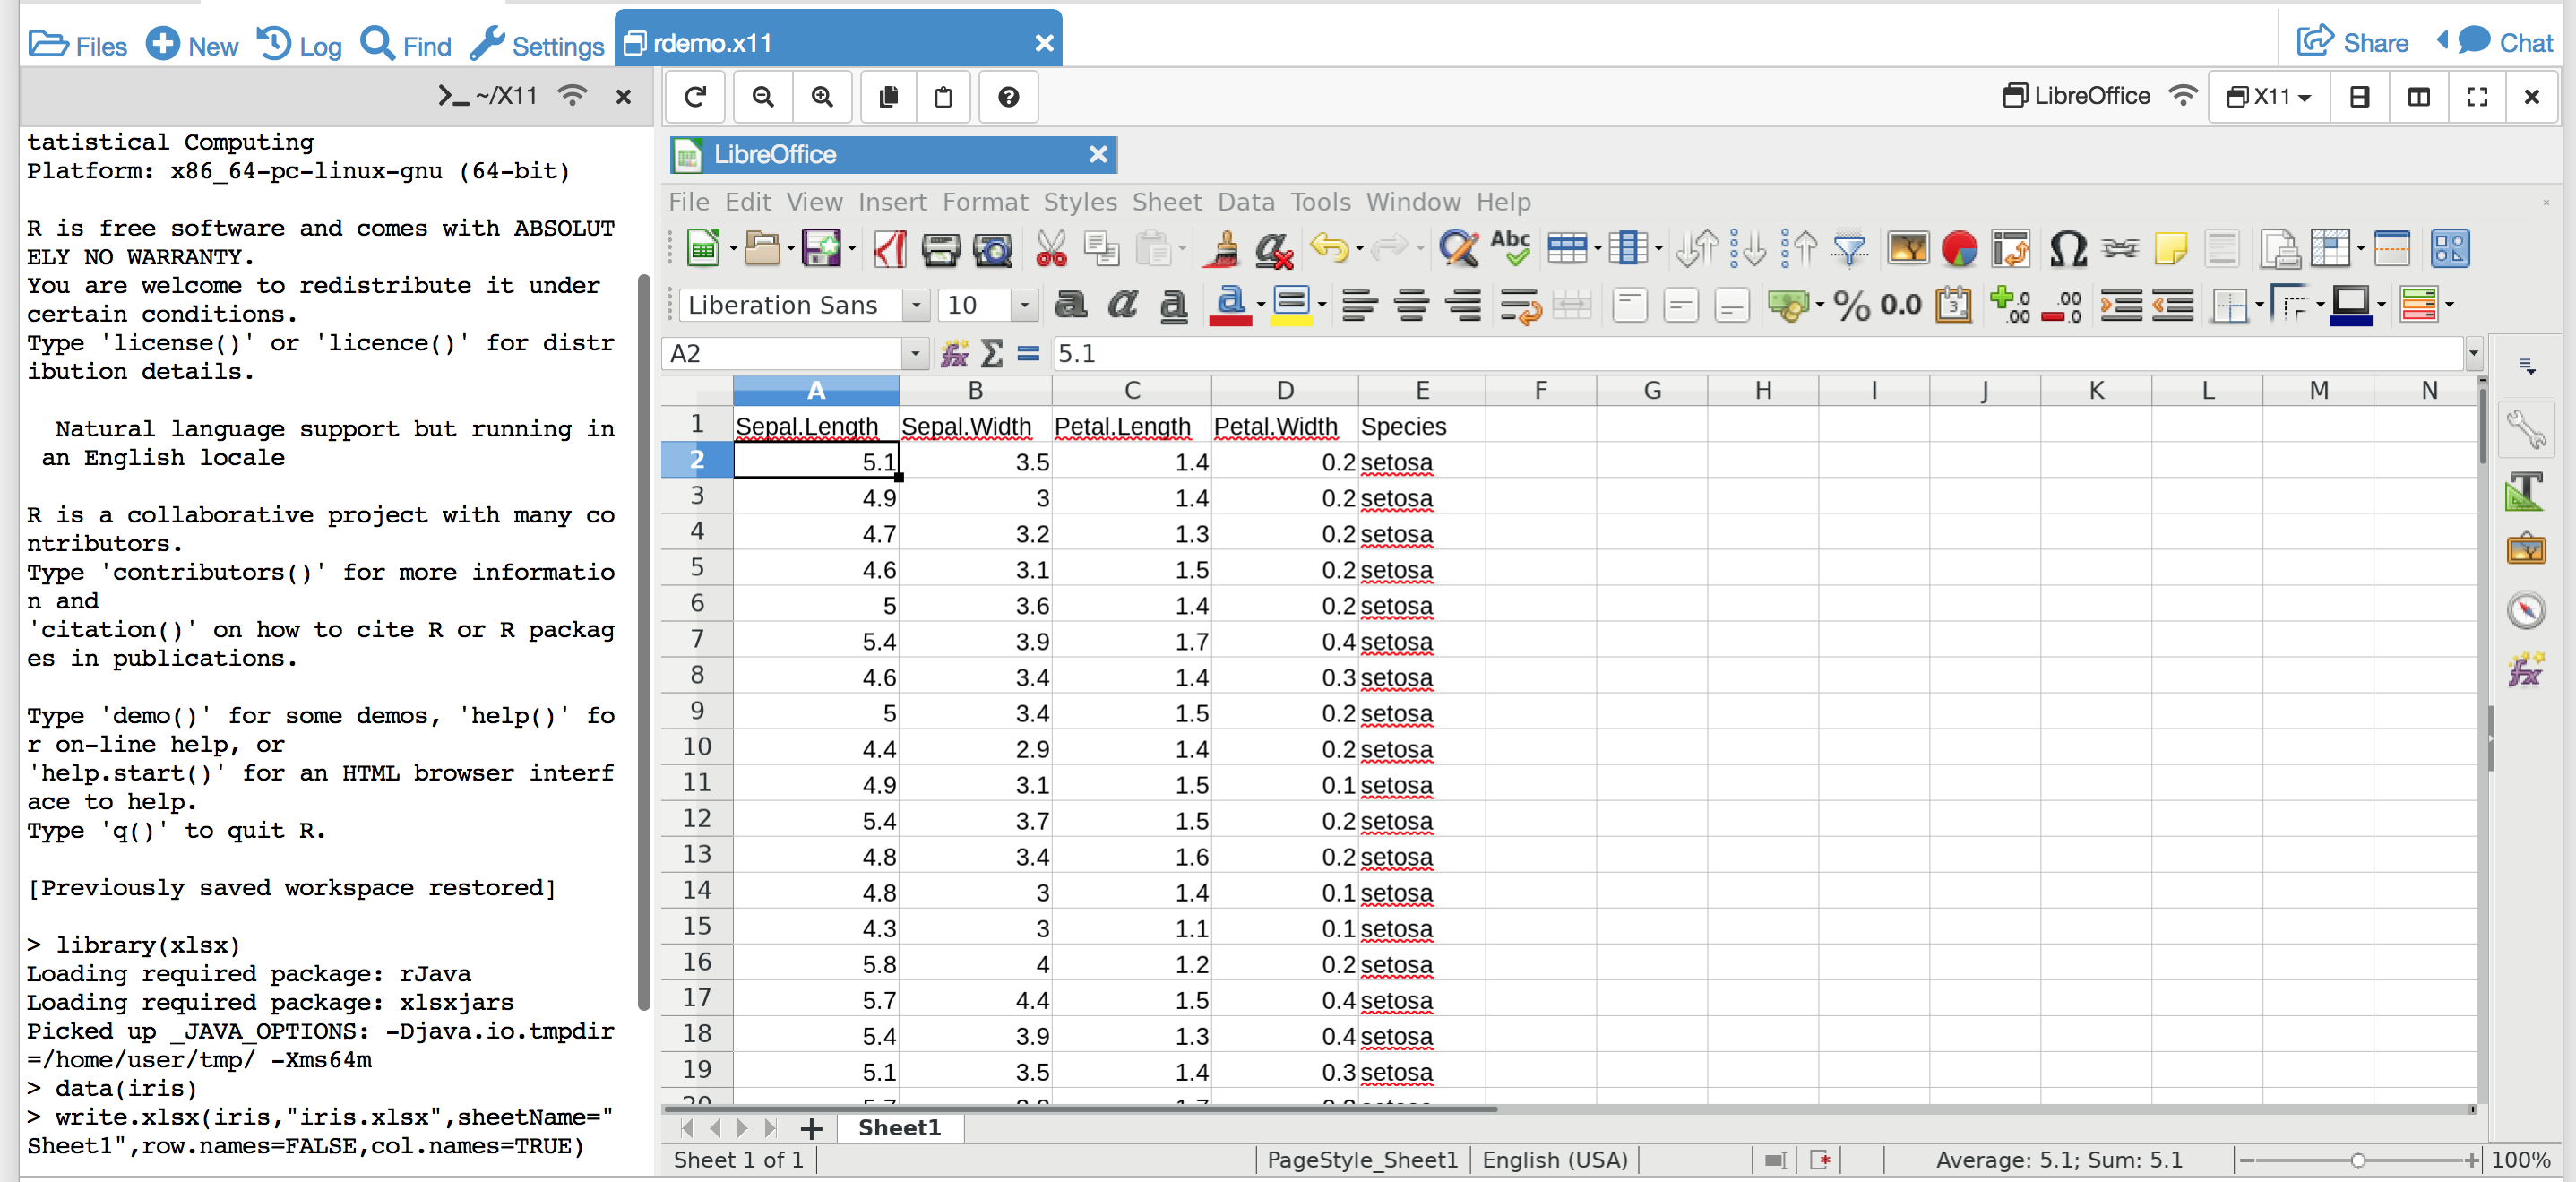 Files New Log Find Settings rdemo.x11 Share Chat
~/X11
tatistical Computing
Platform: x86_64-pc-linux-gnu (64-bit)
R is free software and comes with ABSOLUT
ELY NO WARRANTY.
You are welcome to redistribute it under
certain conditions.
Type 'license()' or 'licence()' for distr
ibution details.
Natural language support but running in
an English locale
R is a collaborative project with many co
ntributors.
Type 'contributors()' for more informatio
n and
'citation()' on how to cite R or R packag
es in publications.
Type 'demo()' for some demos, 'help()' fo
r on-line help, or
'help.start()' for an HTML browser interf
ace to help.
Type 'q()' to quit R.
[Previously saved workspace restored]
> library(xlsx)
Loading required package: rJava
Loading required package: xlsxjars
Picked up _JAVA_OPTIONS: -Djava.io.tmpdir
=/home/user/tmp/ -Xms64m
> data(iris)
> write.xlsx(iris,"iris.xlsx",sheetName="
Sheet1",row.names=FALSE,col.names=TRUE)
LibreOffice X11
LibreOffice
File Edit View Insert Format Styles Sheet Data Tools Window Help
Abc
Liberation Sans 10 a a a a % 0.0
A2 5.1
A B C D E F G H I J K L M N
1 Sepal.Length Sepal.Width Petal.Length Petal.Width Species
2 5.1 3.5 1.4 0.2 setosa
3 4.9 3 1.4 0.2 setosa
4 4.7 3.2 1.3 0.2 setosa
5 4.6 3.1 1.5 0.2 setosa
6 5 3.6 1.4 0.2 setosa
7 5.4 3.9 1.7 0.4 setosa
8 4.6 3.4 1.4 0.3 setosa
9 5 3.4 1.5 0.2 setosa
10 4.4 2.9 1.4 0.2 setosa
11 4.9 3.1 1.5 0.1 setosa
12 5.4 3.7 1.5 0.2 setosa
13 4.8 3.4 1.6 0.2 setosa
14 4.8 3 1.4 0.1 setosa
15 4.3 3 1.1 0.1 setosa
16 5.8 4 1.2 0.2 setosa
17 5.7 4.4 1.5 0.4 setosa
18 5.4 3.9 1.3 0.4 setosa
19 5.1 3.5 1.4 0.3 setosa
Sheet1
Sheet 1 of 1 PageStyle_Sheet1 English (USA) Average: 5.1; Sum: 5.1 100%